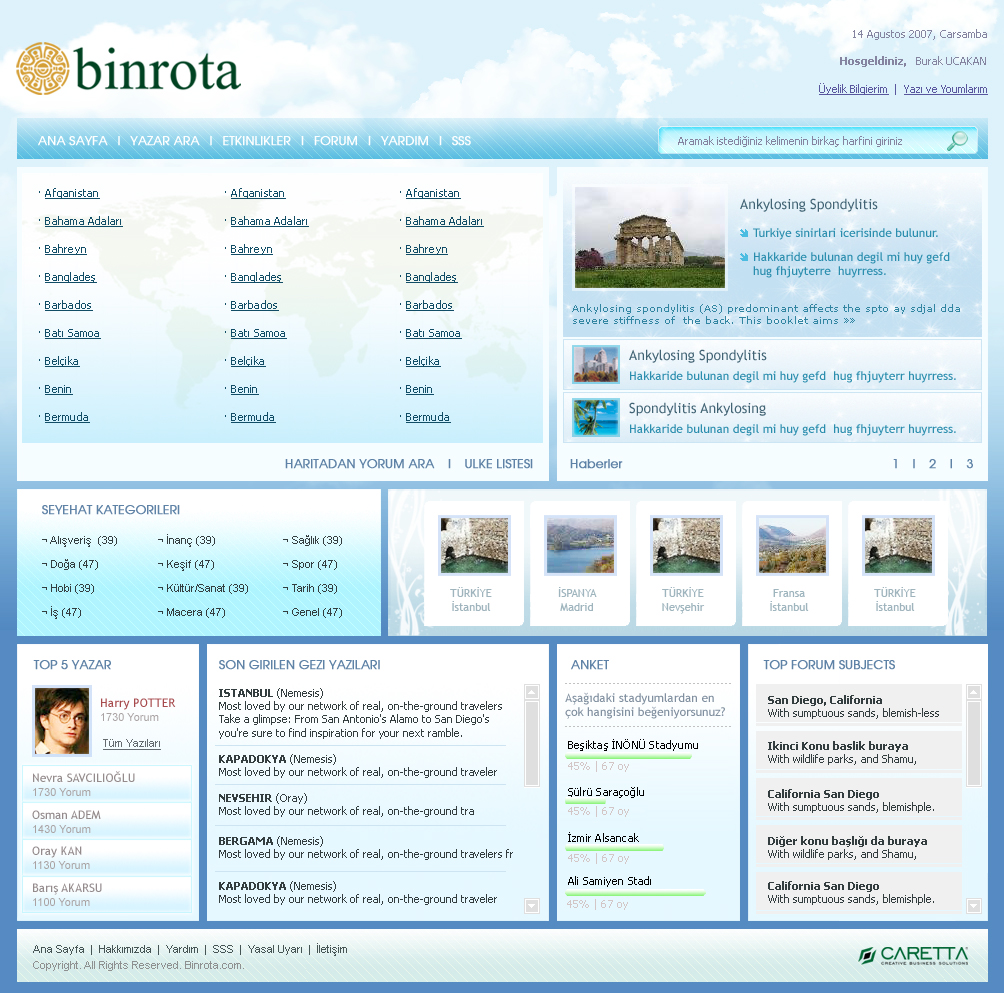 binrota
14 Agustos 2007, Carsamba
Hosgeldiniz, Burak UCAKAN
Üyelik Bilgierim | Yazı ve Youmlarım
ANA SAYFA | YAZAR ARA | ETKINLIKLER | FORUM | YARDIM | SSS
Aramak istediğiniz kelimenin birkaç harfini giriniz
Afganistan Afganistan Afganistan
Bahama Adaları Bahama Adaları Bahama Adaları
Bahreyn Bahreyn Bahreyn
Bangladeş Bangladeş Bangladeş
Barbados Barbados Barbados
Batı Samoa Batı Samoa Batı Samoa
Belçika Belçika Belçika
Benin Benin Benin
Bermuda Bermuda Bermuda
HARITADAN YORUM ARA | ULKE LISTESI
Ankylosing Spondylitis
Turkiye sinirlari icerisinde bulunur.
Hakkaride bulunan degil mi huy gefd
hug fhjuyterre huyrress.
Ankylosing spondylitis (AS) predominant affects the spto ay sdjal dda
severe stiffness of the back. This booklet aims »
Ankylosing Spondylitis
Hakkaride bulunan degil mi huy gefd hug fhjuyterr huyrress.
Spondylitis Ankylosing
Hakkaride bulunan degil mi huy gefd hug fhjuyterr huyrress.
Haberler 1 | 2 | 3
SEYEHAT KATEGORILERI
¬ Alışveriş (39) ¬ İnanç (39) ¬ Sağlık (39)
¬ Doğa (47) ¬ Keşif (47) ¬ Spor (47)
¬ Hobi (39) ¬ Kültür/Sanat (39) ¬ Tarih (39)
¬ İş (47) ¬ Macera (47) ¬ Genel (47)
TÜRKİYE İSPANYA TÜRKİYE Fransa TÜRKİYE
İstanbul Madrid Nevşehir İstanbul İstanbul
TOP 5 YAZAR
Harry POTTER
1730 Yorum
Tüm Yazıları
Nevra SAVCILIOĞLU
1730 Yorum
Osman ADEM
1430 Yorum
Oray KAN
1130 Yorum
Barış AKARSU
1100 Yorum
SON GIRILEN GEZI YAZILARI
ISTANBUL (Nemesis)
Most loved by our network of real, on-the-ground travelers
Take a glimpse: From San Antonio's Alamo to San Diego's
you're sure to find inspiration for your next ramble.
KAPADOKYA (Nemesis)
Most loved by our network of real, on-the-ground traveler
NEVSEHIR (Oray)
Most loved by our network of real, on-the-ground tra
BERGAMA (Nemesis)
Most loved by our network of real, on-the-ground travelers fr
KAPADOKYA (Nemesis)
Most loved by our network of real, on-the-ground traveler
ANKET
Aşağıdaki stadyumlardan en
çok hangisini beğeniyorsunuz?
Beşiktaş İNÖNÜ Stadyumu
45% | 67 oy
Şülrü Saraçoğlu
45% | 67 oy
İzmir Alsancak
45% | 67 oy
Ali Samiyen Stadı
45% | 67 oy
TOP FORUM SUBJECTS
San Diego, California
With sumptuous sands, blemish-less
Ikinci Konu baslik buraya
With wildlife parks, and Shamu,
California San Diego
With sumptuous sands, blemishple.
Diğer konu başlığı da buraya
With wildlife parks, and Shamu,
California San Diego
With sumptuous sands, blemishple.
Ana Sayfa | Hakkımızda | Yardım | SSS | Yasal Uyarı | İletişim
Copyright. All Rights Reserved. Binrota.com.
CARETTA
CREATIVE BUSINESS SOLUTIONS